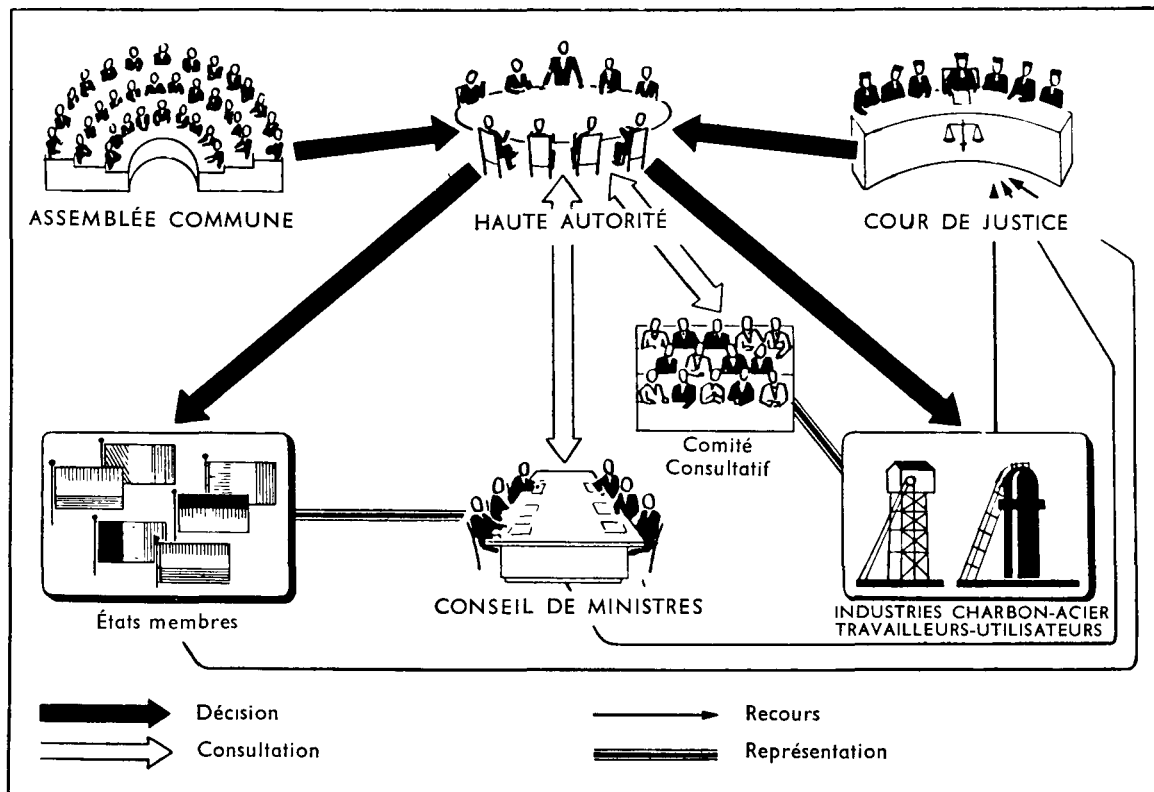 ASSEMBLÉE COMMUNE
HAUTE AUTORITÉ
COUR DE JUSTICE
Comité
Consultatif
États membres
CONSEIL DE MINISTRES
INDUSTRIES CHARBON-ACIER
TRAVAILLEURS-UTILISATEURS
Décision
Recours
Consultation
Représentation